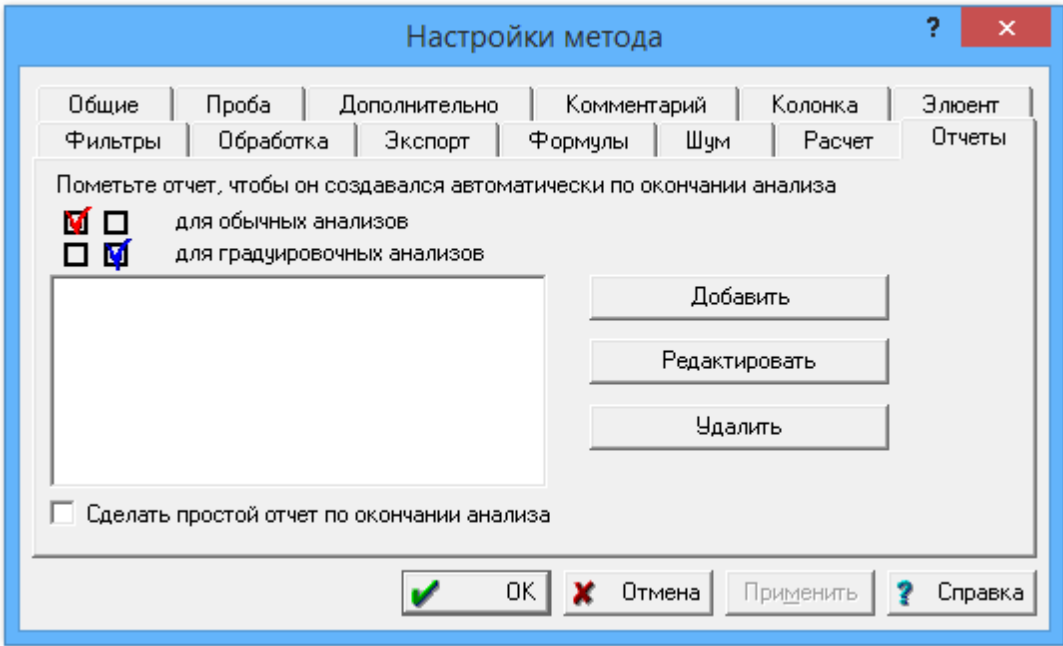 Настройки метода
?
Общие Проба Дополнительно Комментарий Колонка Элюент
Фильтры Обработка Экспорт Формулы Шум Расчет Отчеты
Пометьте отчет, чтобы он создавался автоматически по окончании анализа
для обычных анализов
для градуировочных анализов
Добавить
Редактировать
Удалить
Сделать простой отчет по окончании анализа
OK Отмена Применить ? Справка